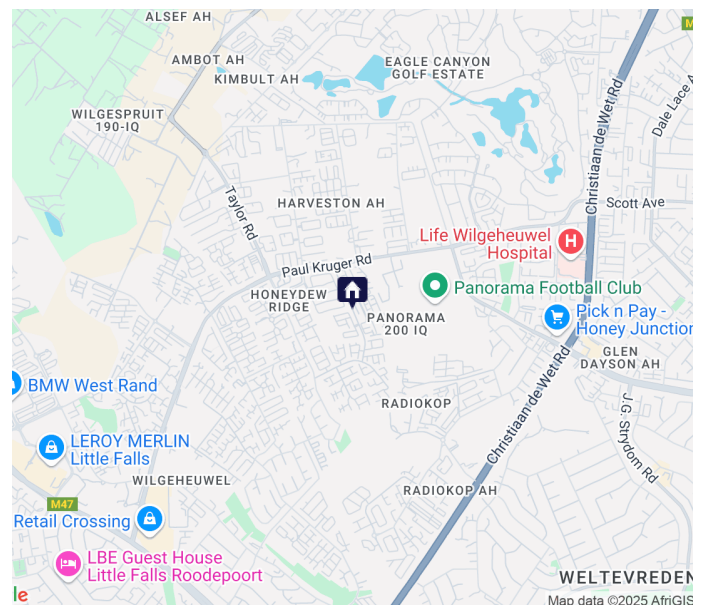 ALSEF AH
M
AMBOT AH
EAGLE CANYON
GOLF ESTATE
KIMBULT AH
Christiaan de Wet Rd
Dale Lace A
WILGESPRUIT
190-IQ
Taylor Rd
HARVESTON AH
Scott Ave
Life Wilgeheuwel
Hospital
H
Paul Kruger Rd
Panorama Football Club
HONEYDEW
RIDGE
PANORAMA
200 IQ
Pick n Pay -
Honey Junction
GLEN
DAYSON AH
BMW West Rand
Christiaan de Wet Rd
RADIOKOP
J.G. Strydom Rd
LEROY MERLIN
Little Falls
WILGEHEUWEL
RADIOKOP AH
M47
Retail Crossing
LBE Guest House
Little Falls Roodepoort
WELTEVREDEN
le
Map data ©2025 AfriGIS